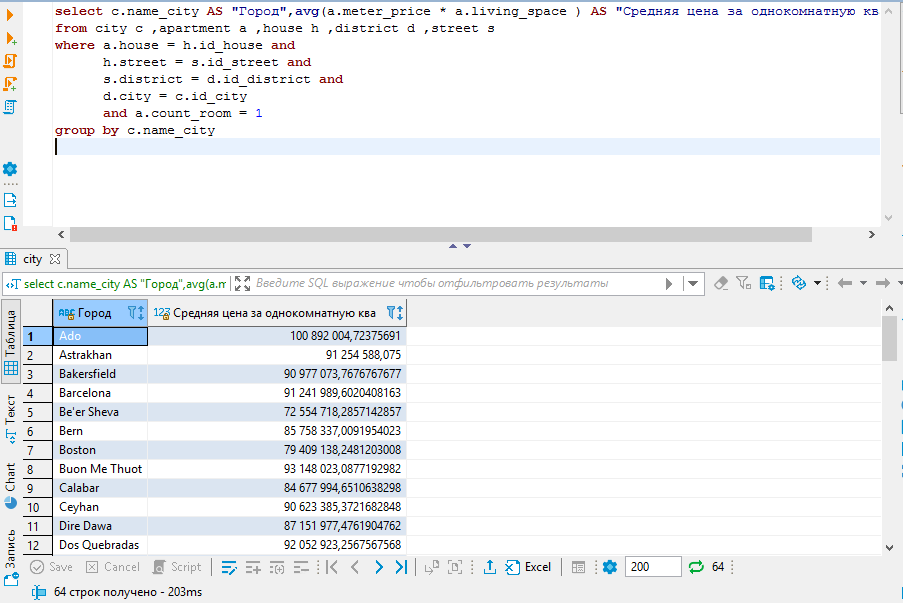 select c.name_city AS "Город",avg(a.meter_price * a.living_space ) AS "Средняя цена за однокомнатную кв
from city c ,apartment a ,house h ,district d ,street s
where a.house = h.id_house and
h.street = s.id_street and
s.district = d.id_district and
d.city = c.id_city
and a.count_room = 1
group by c.name_city
city
select c.name_city AS "Город",avg(a.m Введите SQL выражение чтобы отфильтровать результаты
Таблица
Текст
Chart
Запись
ABC Город 123 Средняя цена за однокомнатную ква
1 Ado 100 892 004,72375691
2 Astrakhan 91 254 588,075
3 Bakersfield 90 977 073,7676767677
4 Barcelona 91 241 989,6020408163
5 Be'er Sheva 72 554 718,2857142857
6 Bern 85 758 337,0091954023
7 Boston 79 409 138,2481203008
8 Buon Me Thuot 93 148 023,0877192982
9 Calabar 84 677 994,6510638298
10 Ceyhan 90 623 385,3721682848
11 Dire Dawa 87 151 977,4761904762
12 Dos Quebradas 92 052 923,2567567568
Save Cancel Script Excel 200 64
64 строк получено - 203ms